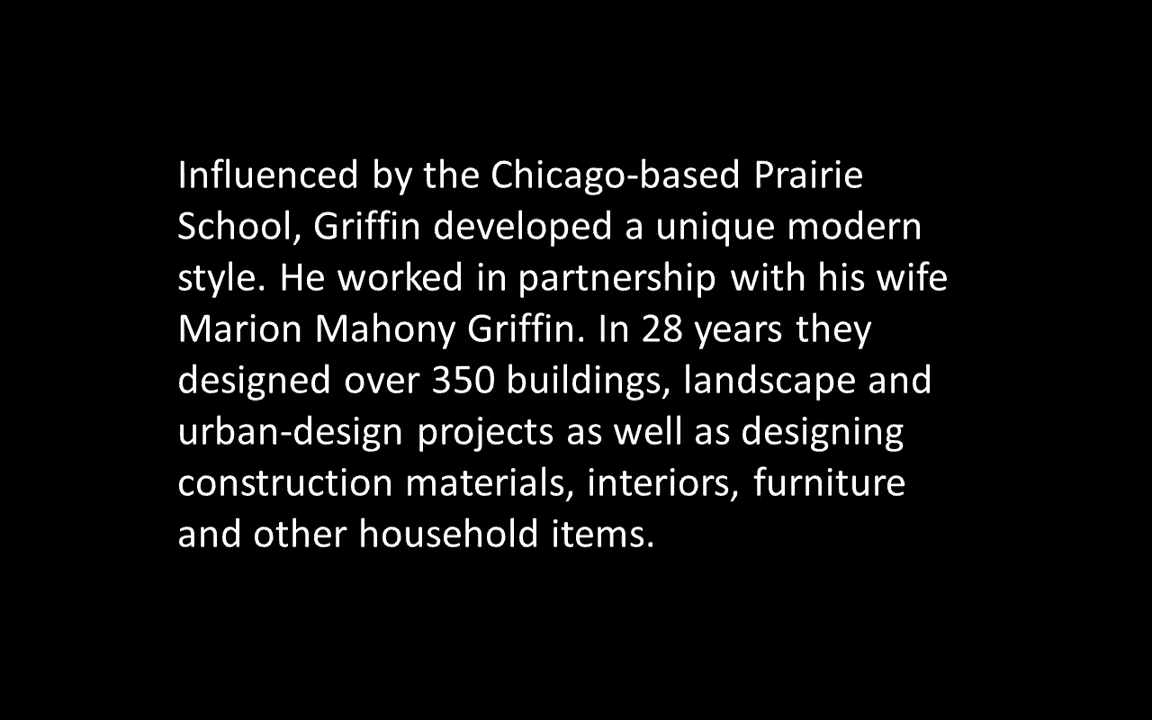 Influenced by the Chicago-based Prairie
School, Griffin developed a unique modern
style. He worked in partnership with his wife
Marion Mahony Griffin. In 28 years they
designed over 350 buildings, landscape and
urban-design projects as well as designing
construction materials, interiors, furniture
and other household items.